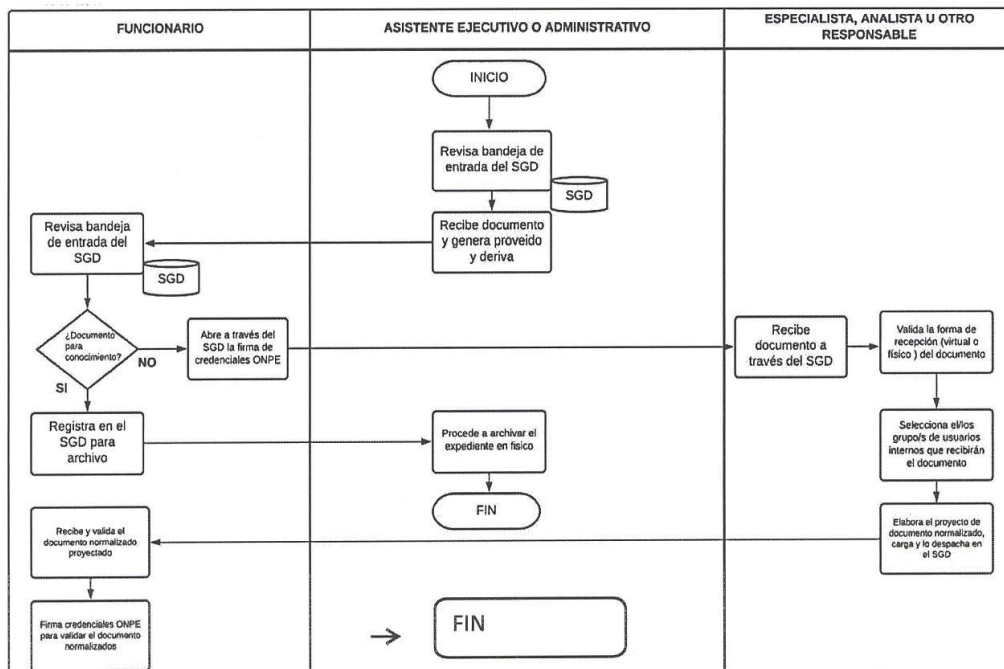 FUNCIONARIO
ASISTENTE EJECUTIVO O ADMINISTRATIVO
ESPECIALISTA, ANALISTA U OTRO
RESPONSABLE
INICIO
Revisa bandeja de
entrada del SGD
SGD
Recibe documento
y genera proveido
y deriva
Revisa bandeja
de entrada del
SGD
SGD
¿Documento
para
conocimiento?
NO
SI
Abre a través del
SGD la firma de
credenciales ONPE
Recibe
documento a
través del SGD
Valida la forma de
recepción (virtual o
físico ) del documento
Registra en el
SGD para
archivo
Procede a archivar el
expediente en fisico
FIN
Selecciona el/los
grupo/s de usuarios
internos que recibirán
el documento
Elabora el proyecto de
documento normalizado,
carga y lo despacha en
el SGD
Recibe y valida el
documento normalizado
proyectado
Firma credenciales ONPE
para validar el documento
normalizados
FIN